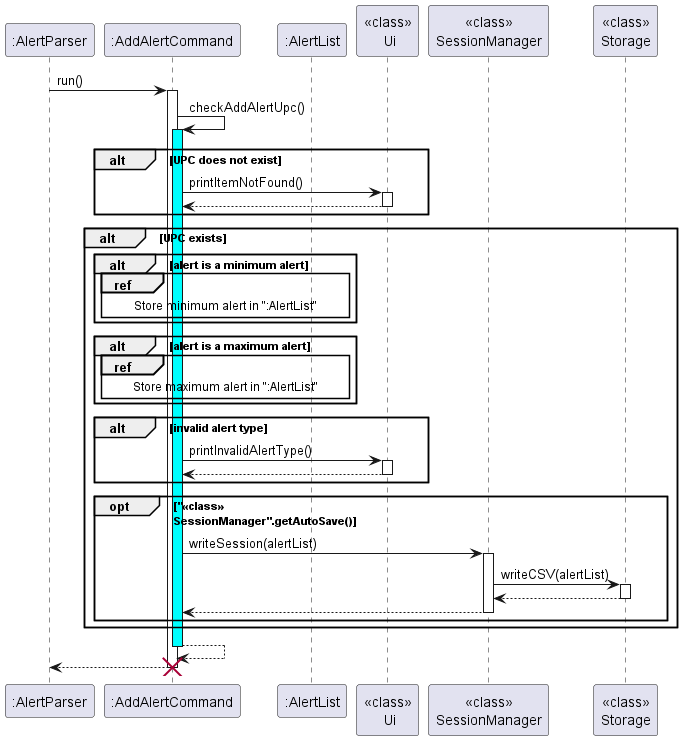 :AlertParser
:AddAlertCommand
:AlertList
«class»
Ui
«class»
SessionManager
«class»
Storage
run()
checkAddAlertUpc()
alt
[UPC does not exist]
printItemNotFound()
alt
[UPC exists]
alt
[alert is a minimum alert]
ref
Store minimum alert in ":AlertList"
alt
[alert is a maximum alert]
ref
Store maximum alert in ":AlertList"
alt
[invalid alert type]
printInvalidAlertType()
opt
["«class»
SessionManager".getAutoSave()]
writeSession(alertList)
writeCSV(alertList)
:AlertParser
:AddAlertCommand
:AlertList
«class»
Ui
«class»
SessionManager
«class»
Storage